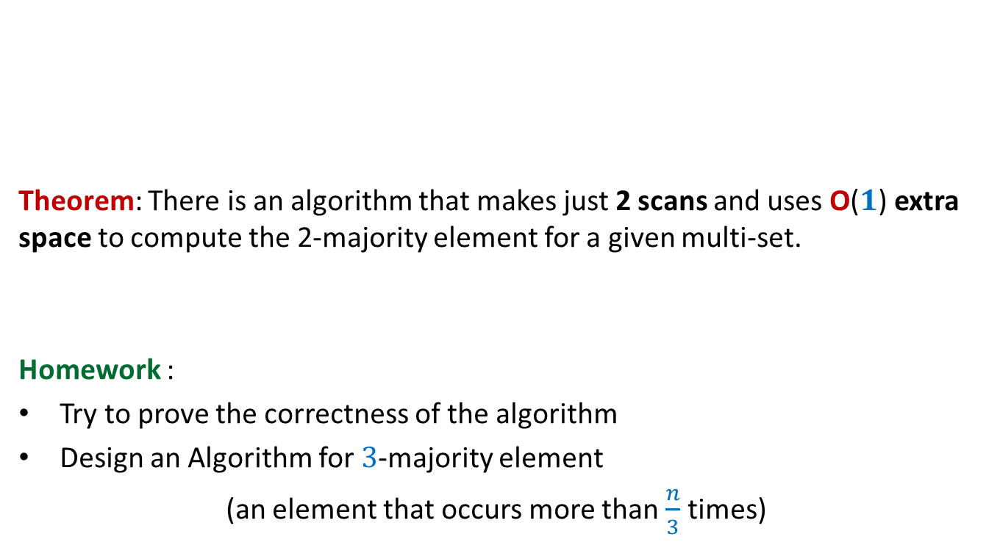 Theorem: There is an algorithm that makes just 2 scans and uses O(1) extra
space to compute the 2-majority element for a given multi-set.
Homework :
• Try to prove the correctness of the algorithm
• Design an Algorithm for 3-majority element
(an element that occurs more than n/3 times)